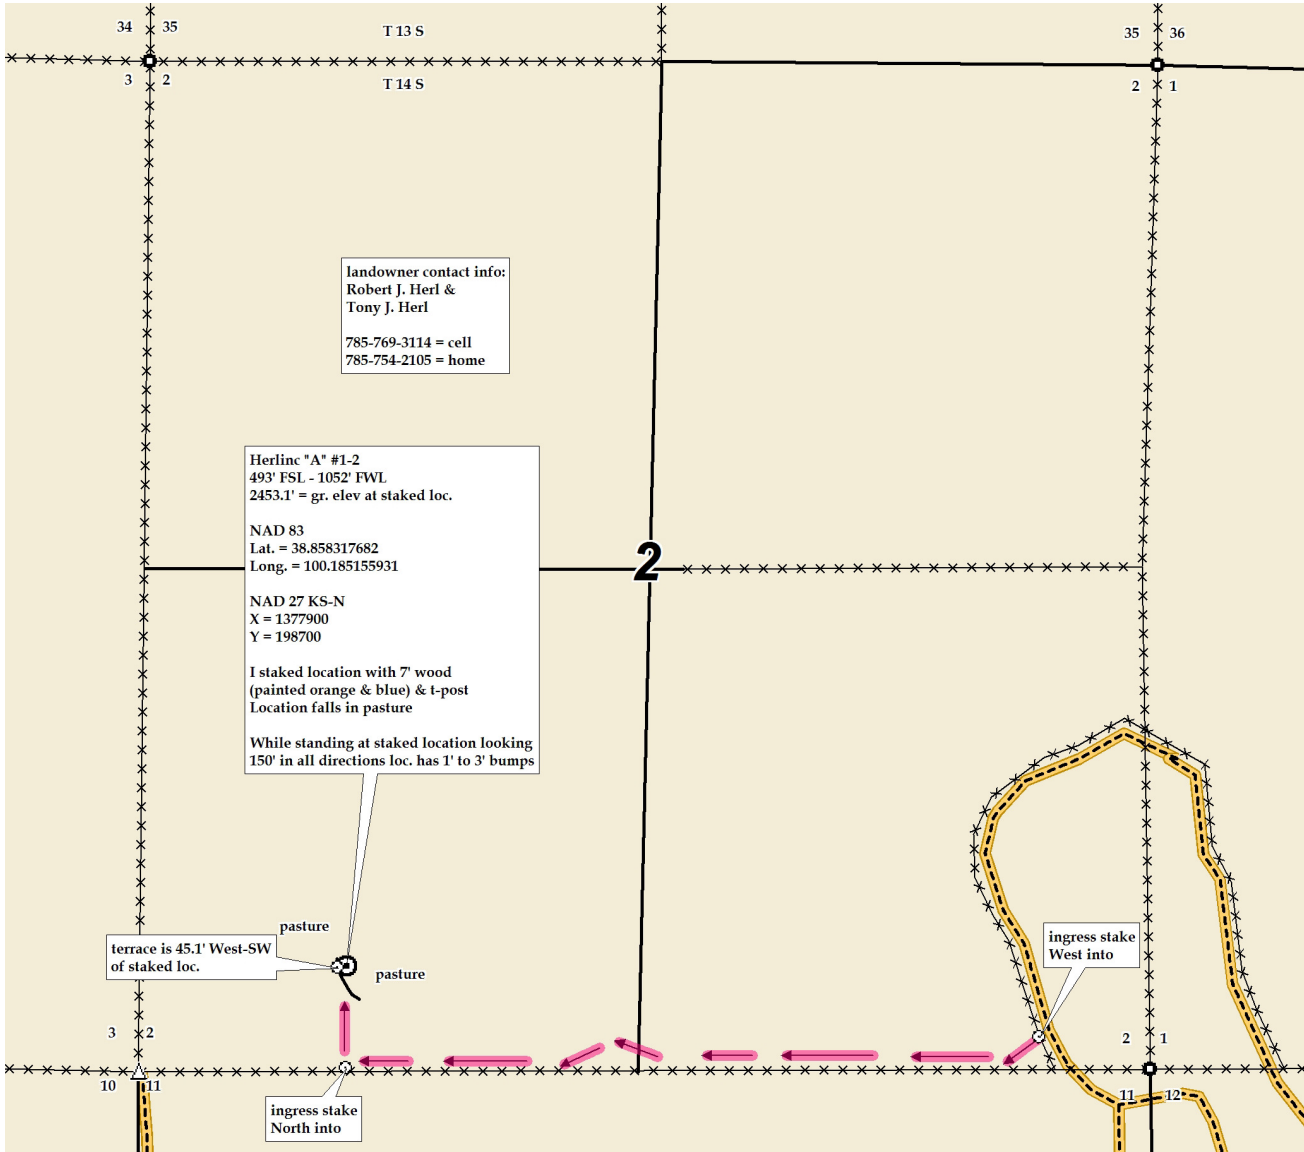 34 35
T 13 S
35 36
3 2
T 14 S
2 1
landowner contact info:
Robert J. Herl &
Tony J. Herl
785-769-3114 = cell
785-754-2105 = home
Herlinc "A" #1-2
493' FSL - 1052' FWL
2453.1' = gr. elev at staked loc.
NAD 83
Lat. = 38.858317682
Long. = 100.185155931
NAD 27 KS-N
X = 1377900
Y = 198700
I staked location with 7' wood
(painted orange & blue) & t-post
Location falls in pasture
While standing at staked location looking
150' in all directions loc. has 1' to 3' bumps
2
pasture
terrace is 45.1' West-SW
of staked loc.
pasture
ingress stake
West into
3 2
2 1
10 11
11 12
ingress stake
North into